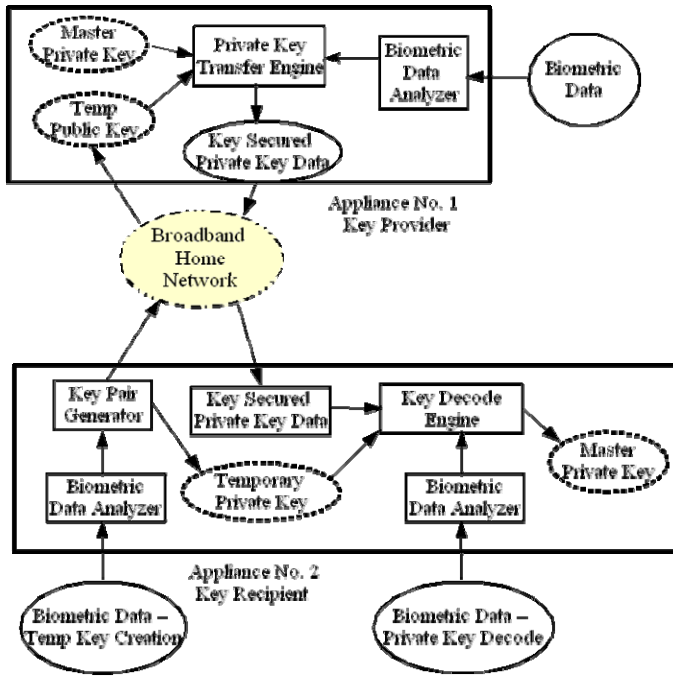 Master
Private Key
Private Key
Transfer Engine
Biometric
Data
Analyzer
Biometric
Data
Temp
Public Key
Key Secured
Private Key Data
Appliance No. 1
Key Provider
Broadband
Home
Network
Key Pair
Generator
Key Secured
Private Key Data
Key Decode
Engine
Master
Private Key
Biometric
Data Analyzer
Temporary
Private Key
Biometric
Data Analyzer
Appliance No. 2
Key Recipient
Biometric Data –
Temp Key Creation
Biometric Data –
Private Key Decode